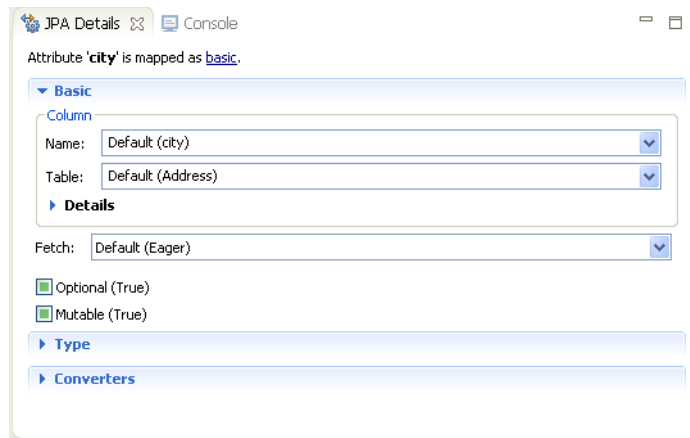 JPA Details Console
Attribute 'city' is mapped as basic.
Basic
Column
Name: Default (city)
Table: Default (Address)
Details
Fetch: Default (Eager)
Optional (True)
Mutable (True)
Type
Converters